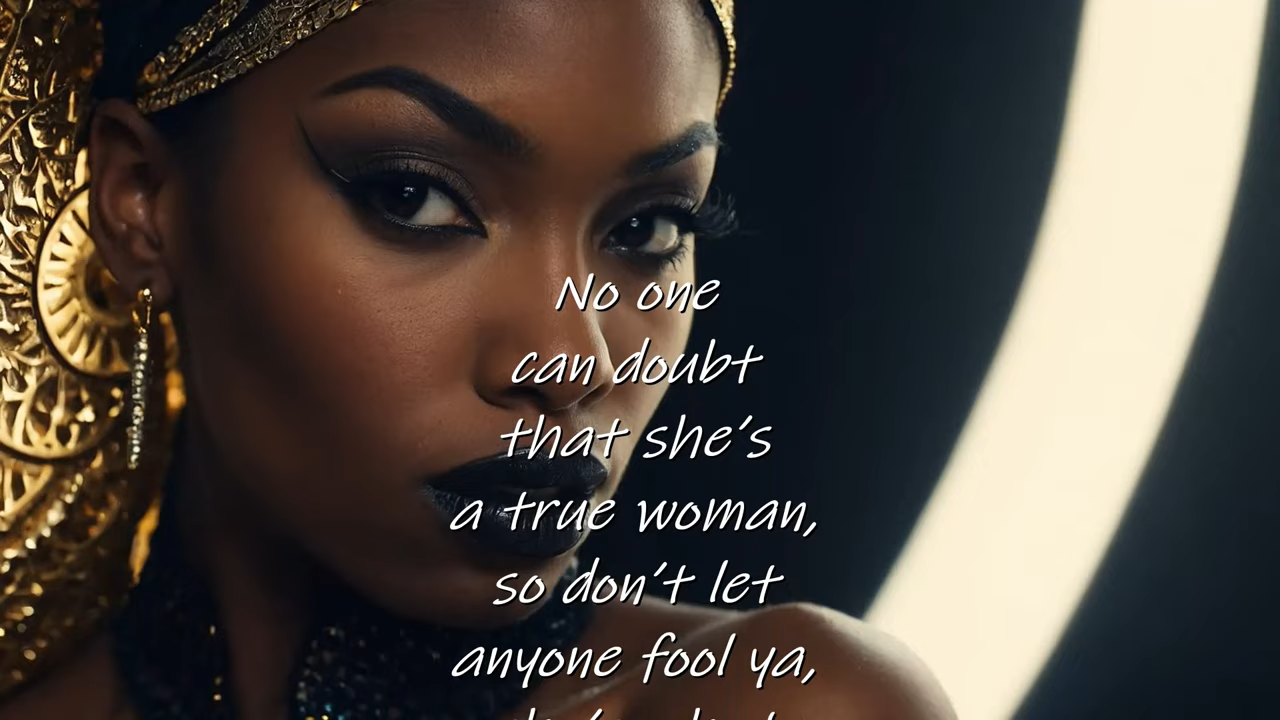 No one
can doubt
that she's
a true woman,
so don't let
anyone fool ya,